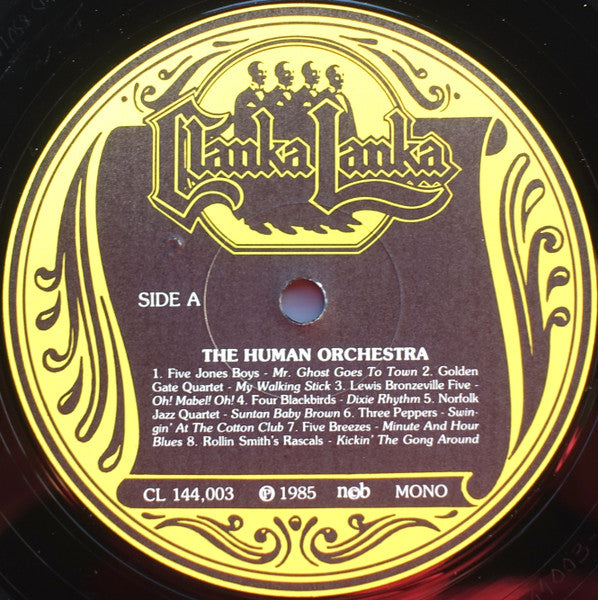 Clanka Lanka
SIDE A
THE HUMAN ORCHESTRA
1. Five Jones Boys - Mr. Ghost Goes To Town 2. Golden
Gate Quartet - My Walking Stick 3. Lewis Bronzeville Five -
Oh! Mabel! Oh! 4. Four Blackbirds - Dixie Rhythm 5. Norfolk
Jazz Quartet - Suntan Baby Brown 6. Three Peppers - Swin-
gin' At The Cotton Club 7. Five Breezes - Minute And Hour
Blues 8. Rollin Smith's Rascals - Kickin' The Gong Around
CL 144,003 ℗ 1985 ncb MONO